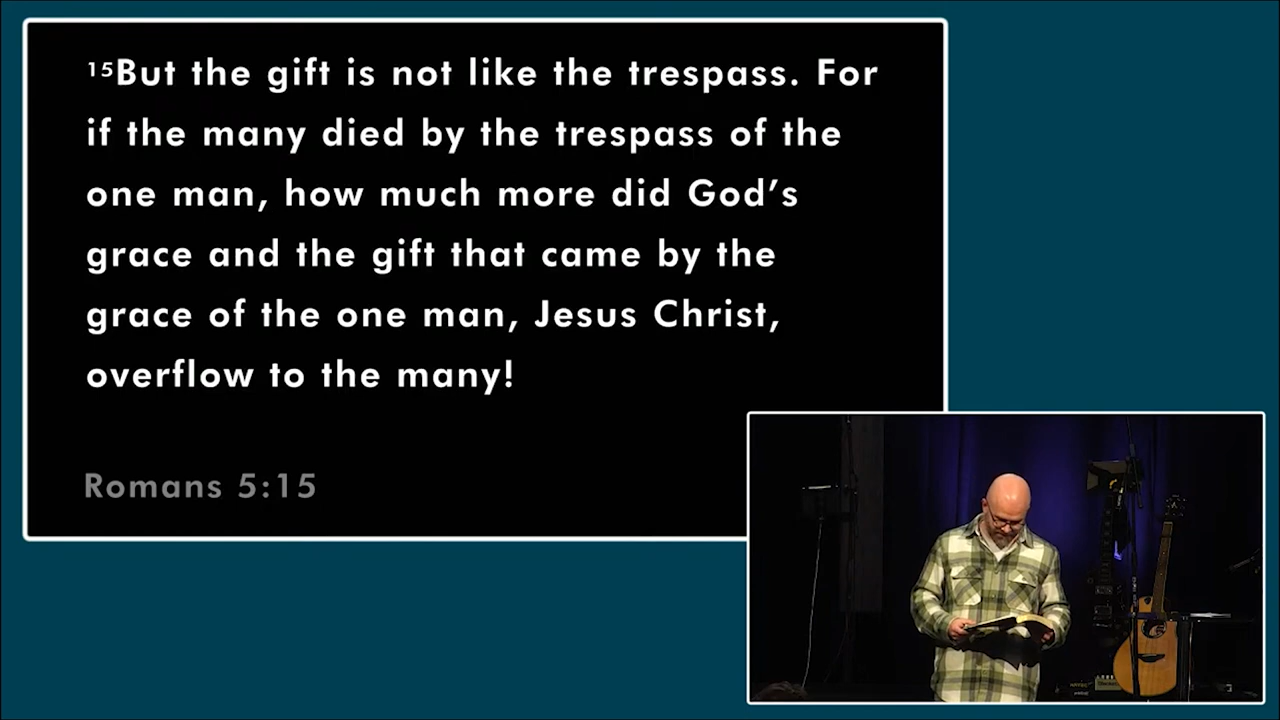 ¹⁵But the gift is not like the trespass. For
if the many died by the trespass of the
one man, how much more did God’s
grace and the gift that came by the
grace of the one man, Jesus Christ,
overflow to the many!
Romans 5:15